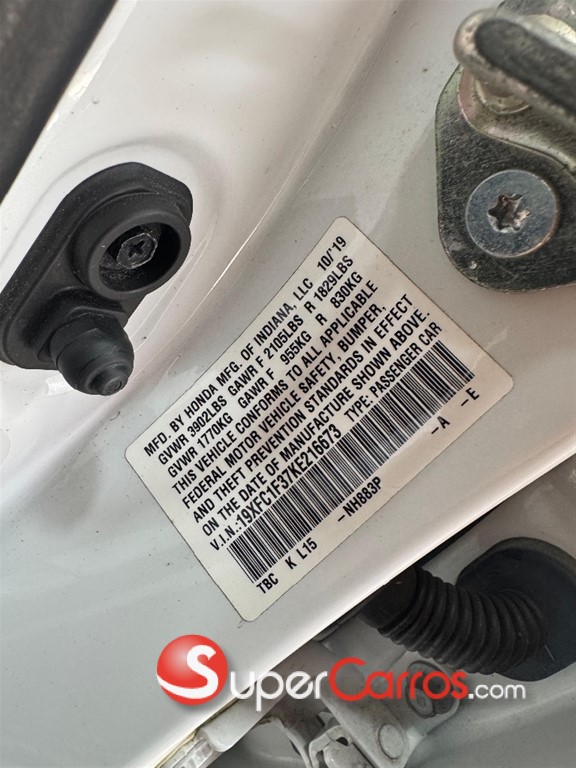 MFD. BY HONDA MFG. OF INDIANA, LLC 10/'19
GVWR 3902LBS GAWR F 2105LBS R 1829LBS
GVWR 1770KG GAWR F 955KG R 830KG
THIS VEHICLE CONFORMS TO ALL APPLICABLE
FEDERAL MOTOR VEHICLE SAFETY, BUMPER,
AND THEFT PREVENTION STANDARDS IN EFFECT
ON THE DATE OF MANUFACTURE SHOWN ABOVE.
V.I.N.:19XFC1F37KE216673 TYPE: PASSENGER CAR
TBC K L15 -NH883P -A -E
SuperCarros.com